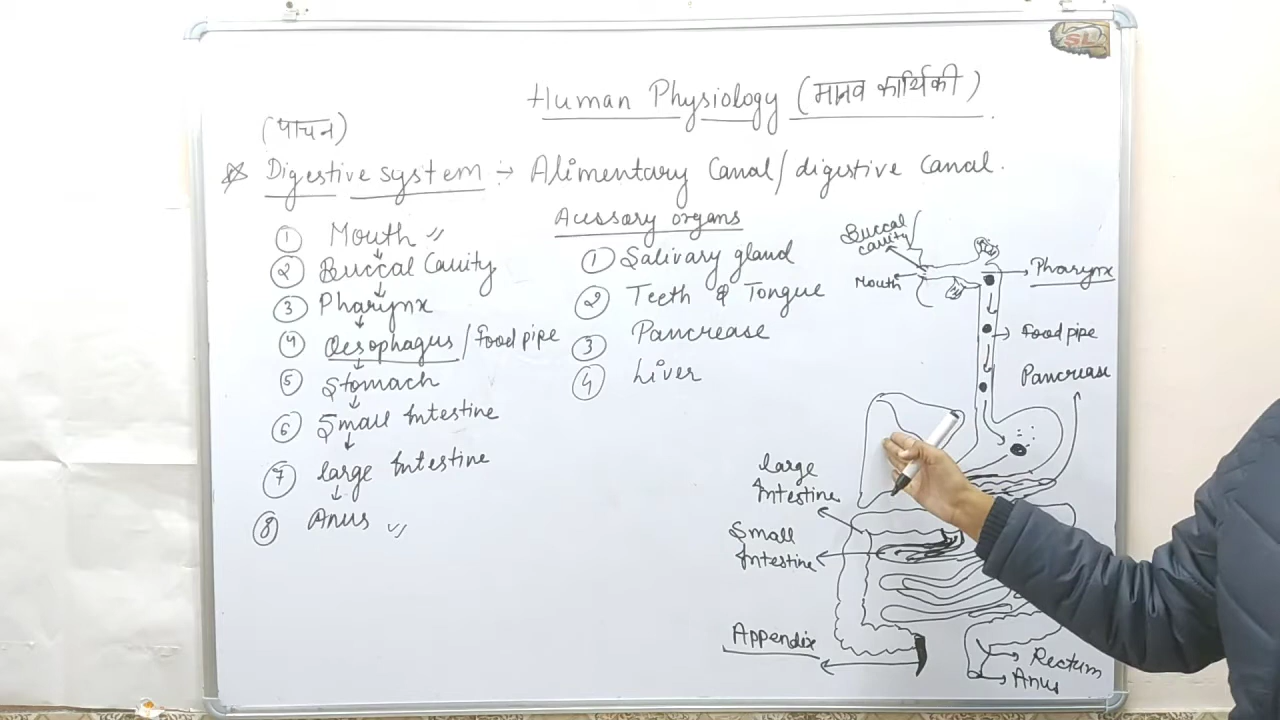 SL
Human Physiology (मानव कार्यिकी)
(पाचन)
Digestive system :→ Alimentary Canal/digestive Canal.
① Mouth
② Buccal Cavity
③ Pharynx
④ Oesophagus/Food pipe
⑤ Stomach
⑥ Small Intestine
⑦ large Intestine
⑧ Anus
Acussory organs
① Salivary gland
② Teeth & Tongue
③ Pancrease
④ Liver
Buccal
cavity
Mouth
Pharynx
Food pipe
Pancrease
large
Intestine
Small
Intestine
Appendix
Rectum
Anus